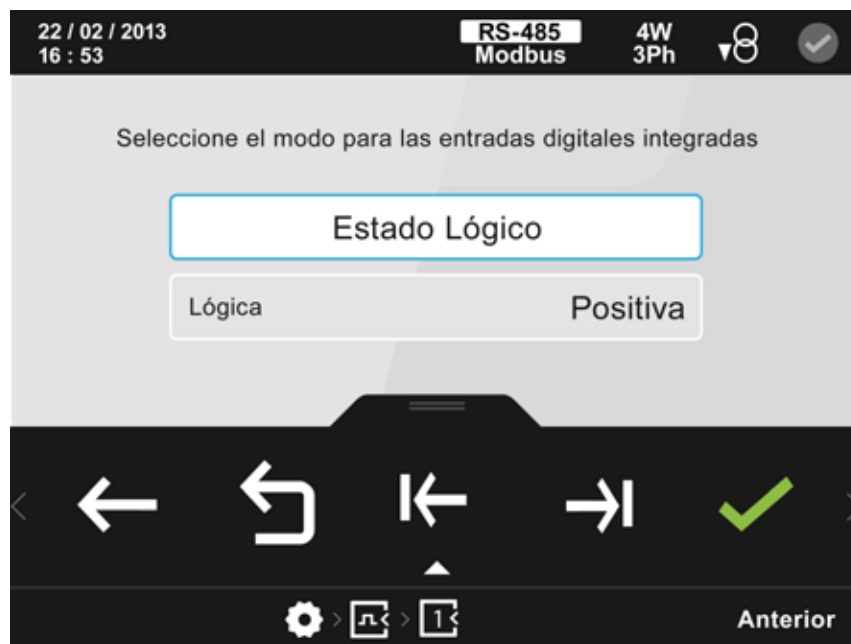 22 / 02 / 2013
16 : 53
RS-485
Modbus
4W
3Ph
Seleccione el modo para las entradas digitales integradas
Estado Lógico
Lógica Positiva
1
Anterior